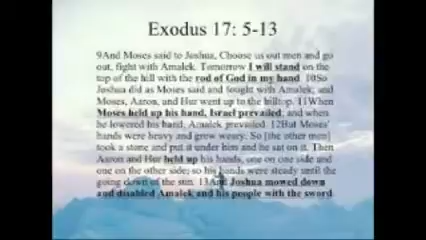 Exodus 17: 5-13
9And Moses said to Joshua, Choose us out men and go
out, fight with Amalek. Tomorrow I will stand on the
top of the hill with the rod of God in my hand. 10So
Joshua did as Moses said and fought with Amalek; and
Moses, Aaron, and Hur went up to the hilltop. 11When
Moses held up his hand, Israel prevailed; and when
he lowered his hand, Amalek prevailed. 12But Moses'
hands were heavy and grew weary. So [the other men]
took a stone and put it under him and he sat on it. Then
Aaron and Hur held up his hands, one on one side and
one on the other side; so his hands were steady until the
going down of the sun. 13And Joshua mowed down
and disabled Amalek and his people with the sword.